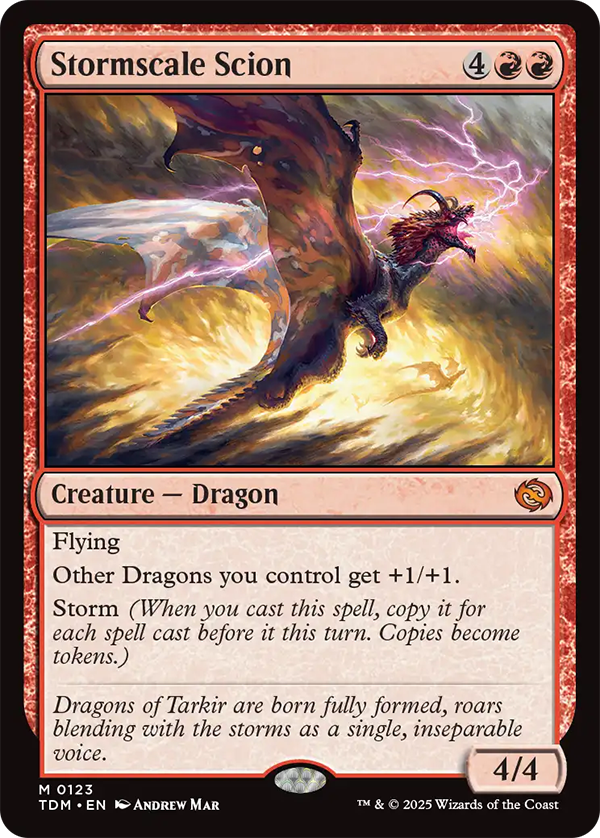 Stormscale Scion 4
Creature — Dragon
Flying
Other Dragons you control get +1/+1.
Storm (When you cast this spell, copy it for
each spell cast before it this turn. Copies become
tokens.)
Dragons of Tarkir are born fully formed, roars
blending with the storms as a single, inseparable
voice.
4/4
M 0123
TDM • EN Andrew Mar
™ & © 2025 Wizards of the Coast